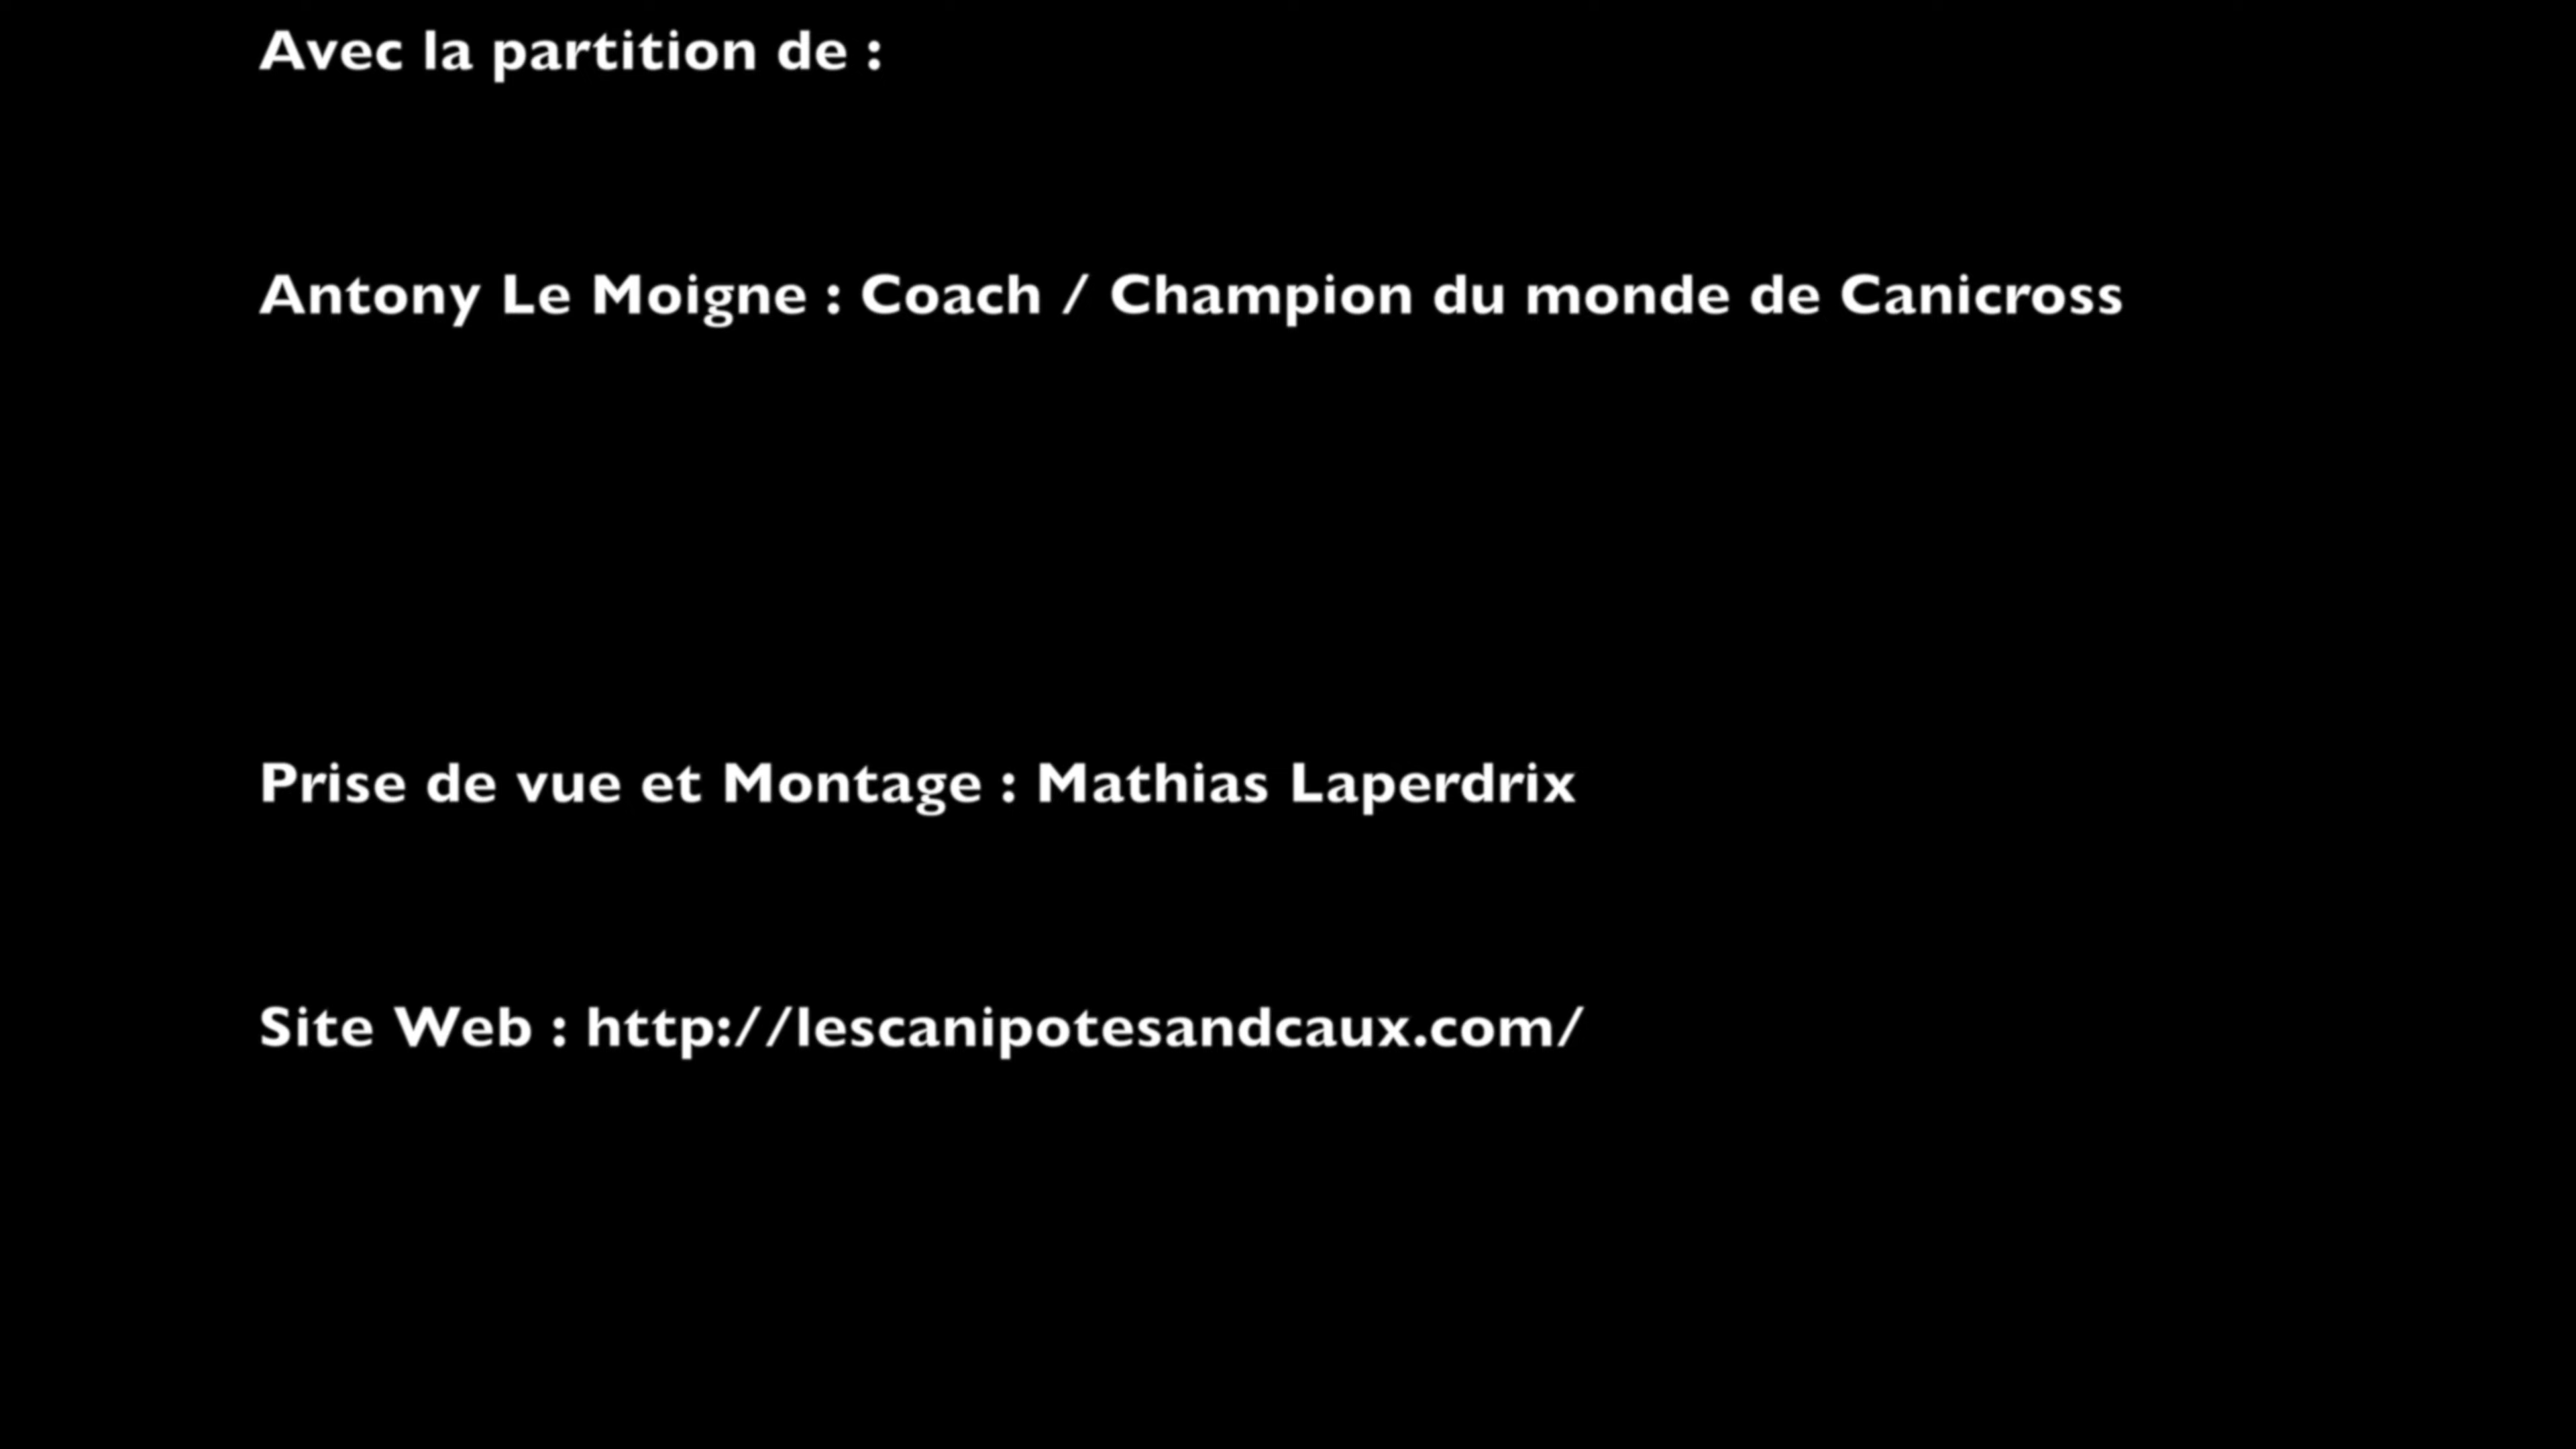 Avec la partition de :
Antony Le Moigne : Coach / Champion du monde de Canicross
Prise de vue et Montage : Mathias Laperdrix
Site Web : http://lescanipotesandcaux.com/